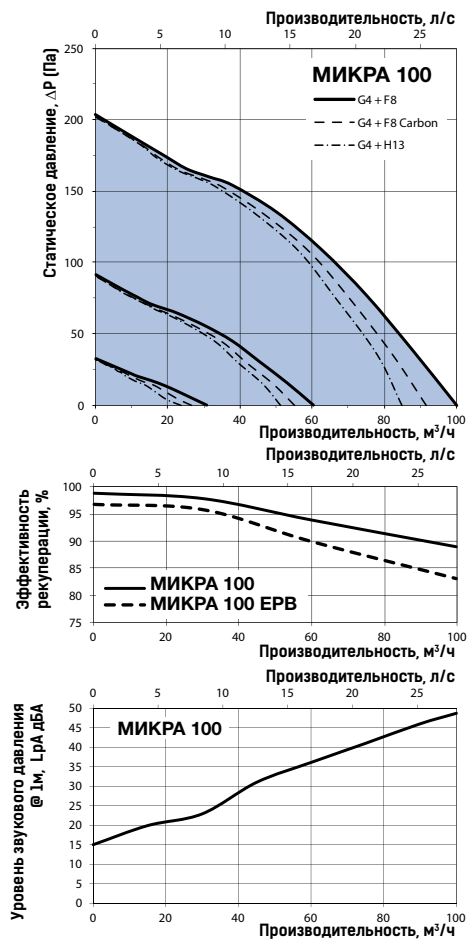 Производительность, л/с
0 5 10 15 20 25
250
200
150
100
50
0
Статическое давление, ΔP (Па)
МИКРА 100
G4 + F8
G4 + F8 Carbon
G4 + H13
0 20 40 60 80 100
Производительность, м³/ч
Производительность, л/с
0 5 10 15 20 25
100
95
90
85
80
75
Эффективность
рекуперации, %
МИКРА 100
МИКРА 100 ЕРВ
0 20 40 60 80 100
Производительность, м³/ч
Производительность, л/с
0 5 10 15 20 25
50
45
40
35
30
25
20
15
10
5
0
Уровень звукового давления
@ 1м, LpA дБА
МИКРА 100
0 20 40 60 80 100
Производительность, м³/ч